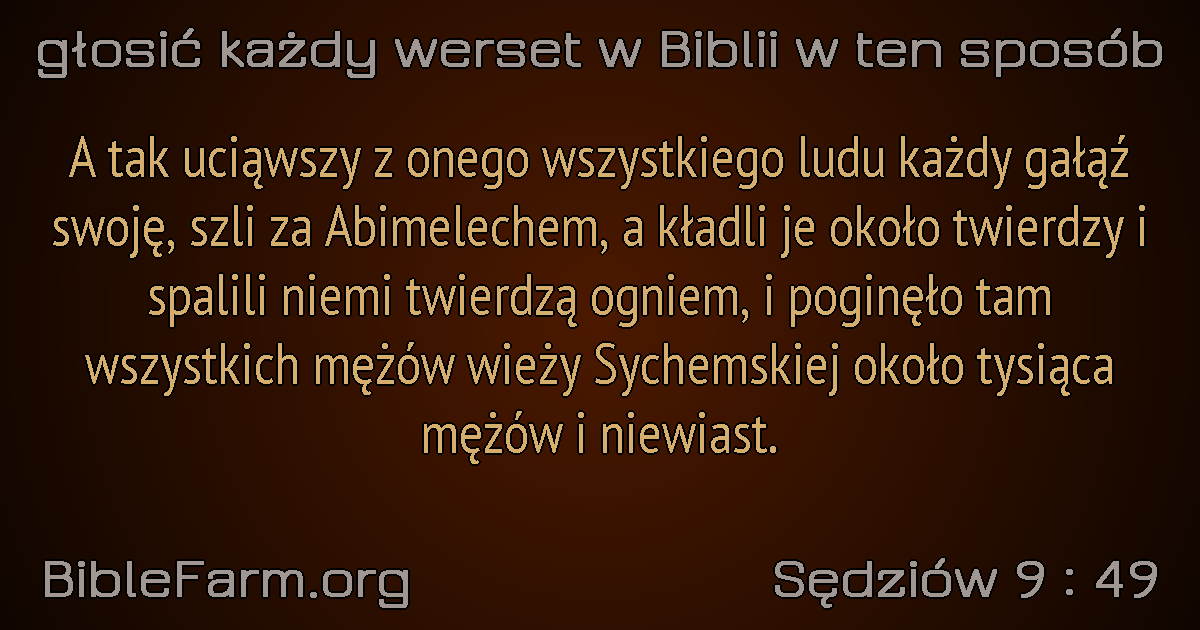 głosić każdy werset w Biblii w ten sposób
A tak uciąwszy z onego wszystkiego ludu każdy gałąź
swoję, szli za Abimelechem, a kładli je około twierdzy i
spalili niemi twierdzą ogniem, i poginęło tam
wszystkich mężów wieży Sychemskiej około tysiąca
mężów i niewiast.
BibleFarm.org
Sędziów 9 : 49